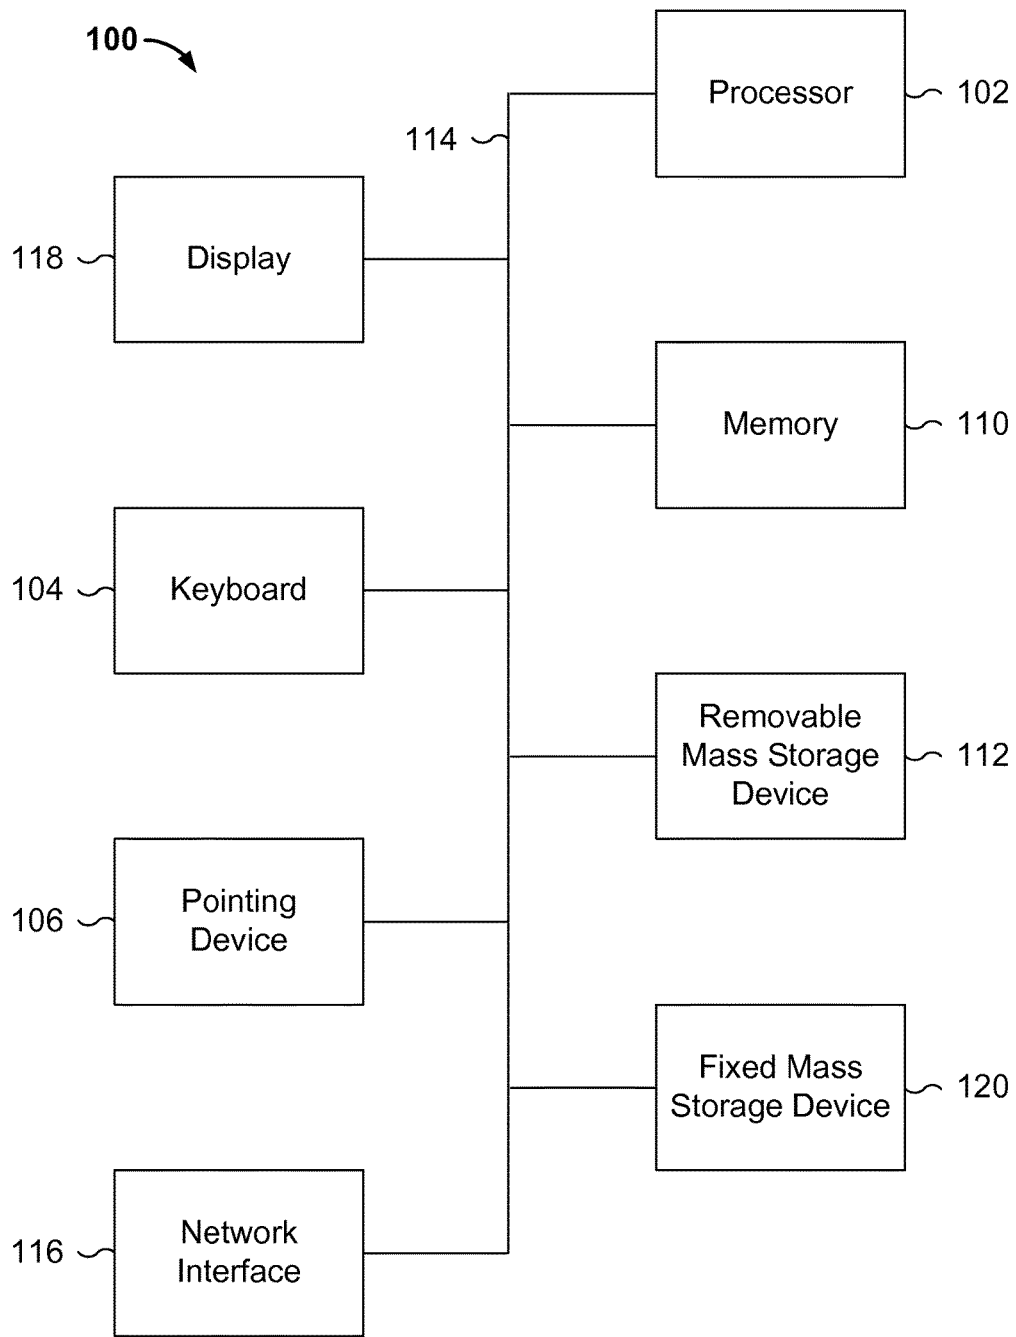 100
Processor
102
114
Display
118
Memory
110
Keyboard
104
Removable
Mass Storage
Device
112
Pointing
Device
106
Fixed Mass
Storage Device
120
Network
Interface
116